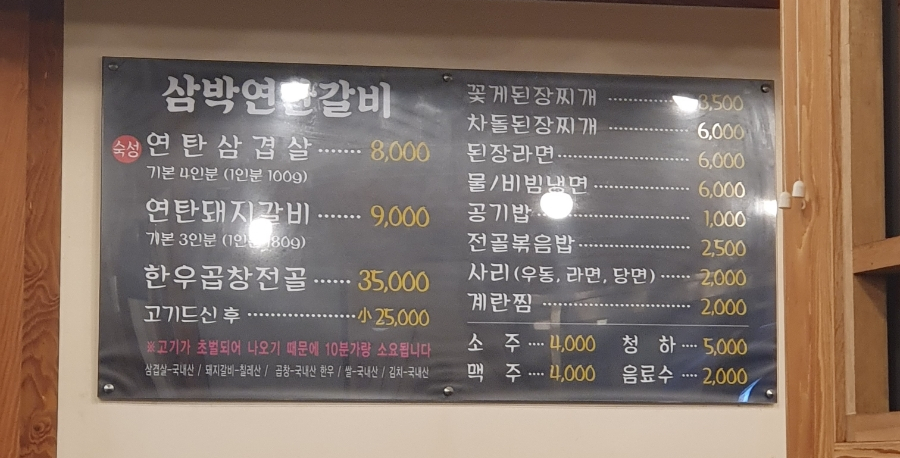 삼박연탄갈비
숙성 연탄삼겹살 ······· 8,000
기본 4인분 (1인분 100g)
연탄돼지갈비 ······· 9,000
기본 3인분 (1인분 180g)
한우곱창전골 ······ 35,000
고기드신 후 ·················· 小 25,000
※고기가 초벌되어 나오기 때문에 10분가량 소요됩니다
삼겹살-국내산 / 돼지갈비-칠레산 / 곱창-국내산 한우 / 쌀-국내산 / 김치-국내산
꽃게된장찌개 ·············· 8,500
차돌된장찌개 ·············· 6,000
된장라면 ····················· 6,000
물/비빔냉면 ················ 6,000
공기밥 ························ 1,000
전골볶음밥 ·················· 2,500
사리(우동, 라면, 당면) ······ 2,000
계란찜 ························ 2,000
소 주 ···· 4,000 청 하 ···· 5,000
맥 주 ···· 4,000 음료수 ···· 2,000